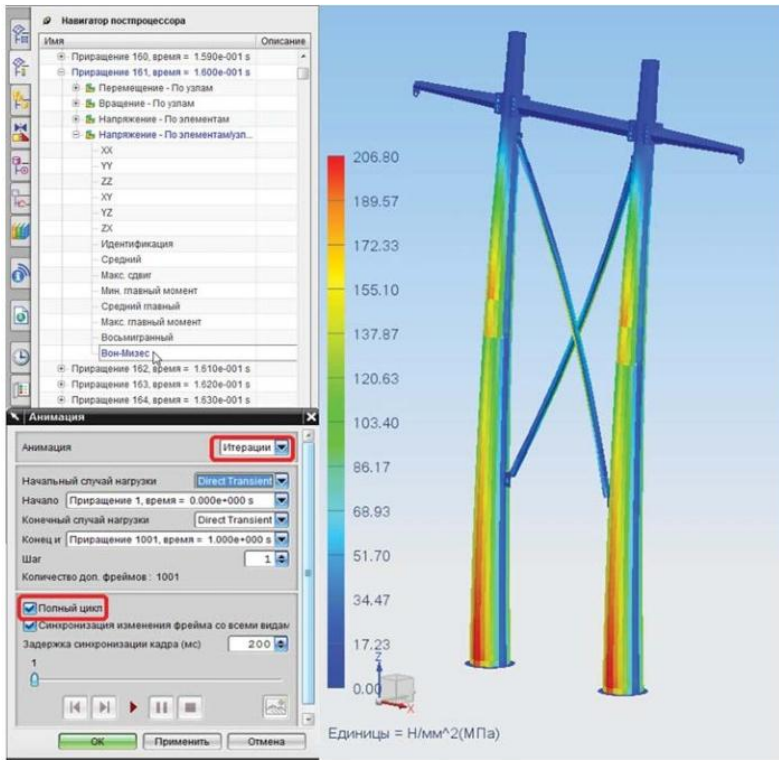 Навигатор постпроцессора
Имя Описание
Приращение 160, время = 1.590e-001 s
Приращение 161, время = 1.600e-001 s
Перемещение - По узлам
Вращение - По узлам
Напряжение - По элементам
Напряжение - По элементам/узл...
XX
YY
ZZ
XY
YZ
ZX
Идентификация
Средний
Макс. сдвиг
Мин. главный момент
Средний главный
Макс. главный момент
Восьмигранный
Вон-Мизес
Приращение 162, время = 1.610e-001 s
Приращение 163, время = 1.620e-001 s
Приращение 164, время = 1.630e-001 s
Анимация
Анимация Итерации
Начальный случай нагрузки Direct Transient
Начало Приращение 1, время = 0.000e+000 s
Конечный случай нагрузки Direct Transient
Конец и Приращение 1001, время = 1.000e+000 s
Шаг 1
Количество доп. фреймов : 1001
Полный цикл
Синхронизация изменения фрейма со всеми видам
Задержка синхронизации кадра (мс) 200
1
OK Применить Отмена
206.80
189.57
172.33
155.10
137.87
120.63
103.40
86.17
68.93
51.70
34.47
17.23
0.00
Z
X
Единицы = Н/мм^2(МПа)